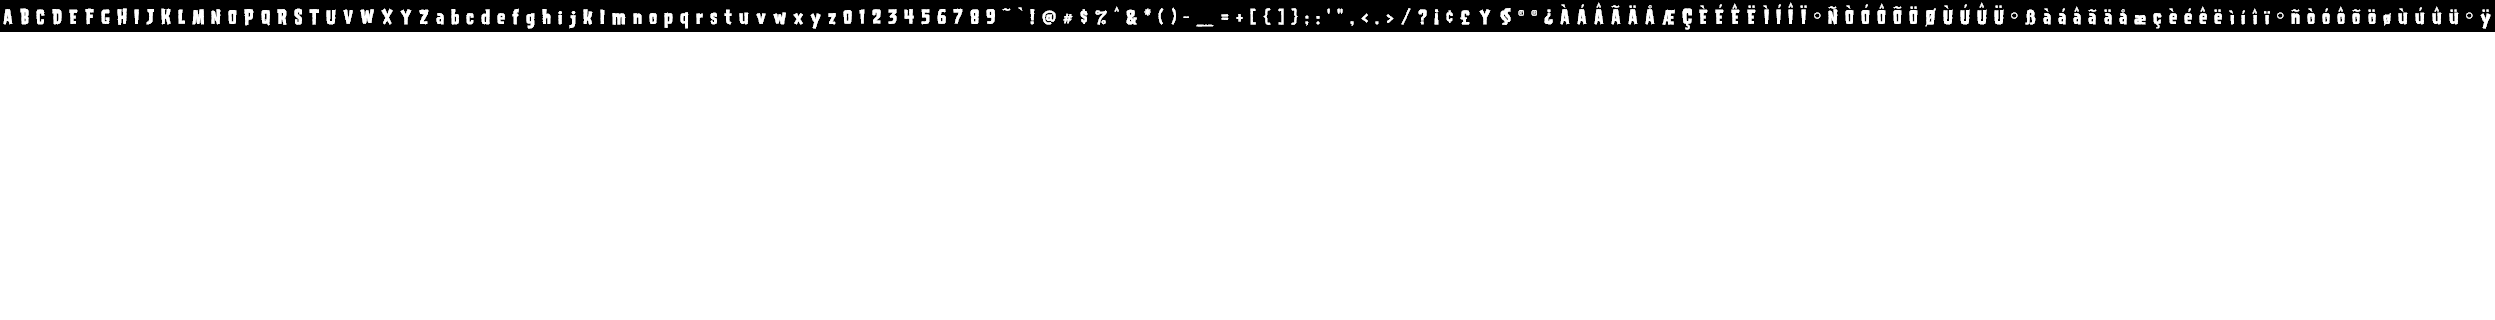 A B C D E F G H I J K L M N O P Q R S T U V W X Y Z a b c d e f g h i j k l m n o p q r s t u v w x y z 0 1 2 3 4 5 6 7 8 9 ~ ` ! @ # $ % ^ & * ( ) - _ = + [ { ] } ; : ' " , < . > / ? ¡ ¢ £ Y § ° ° ¿ À Á Â Ã Ä Å Æ Ç È É Ê Ë Ì Í Î Ï ° Ñ Ò Ó Ô Õ Ö Ø Ù Ú Û Ü ° ß à á â ã ä å æ ç è é ê ë ì í î ï ° ñ ò ó ô õ ö ø ù ú û ü ° ÿ